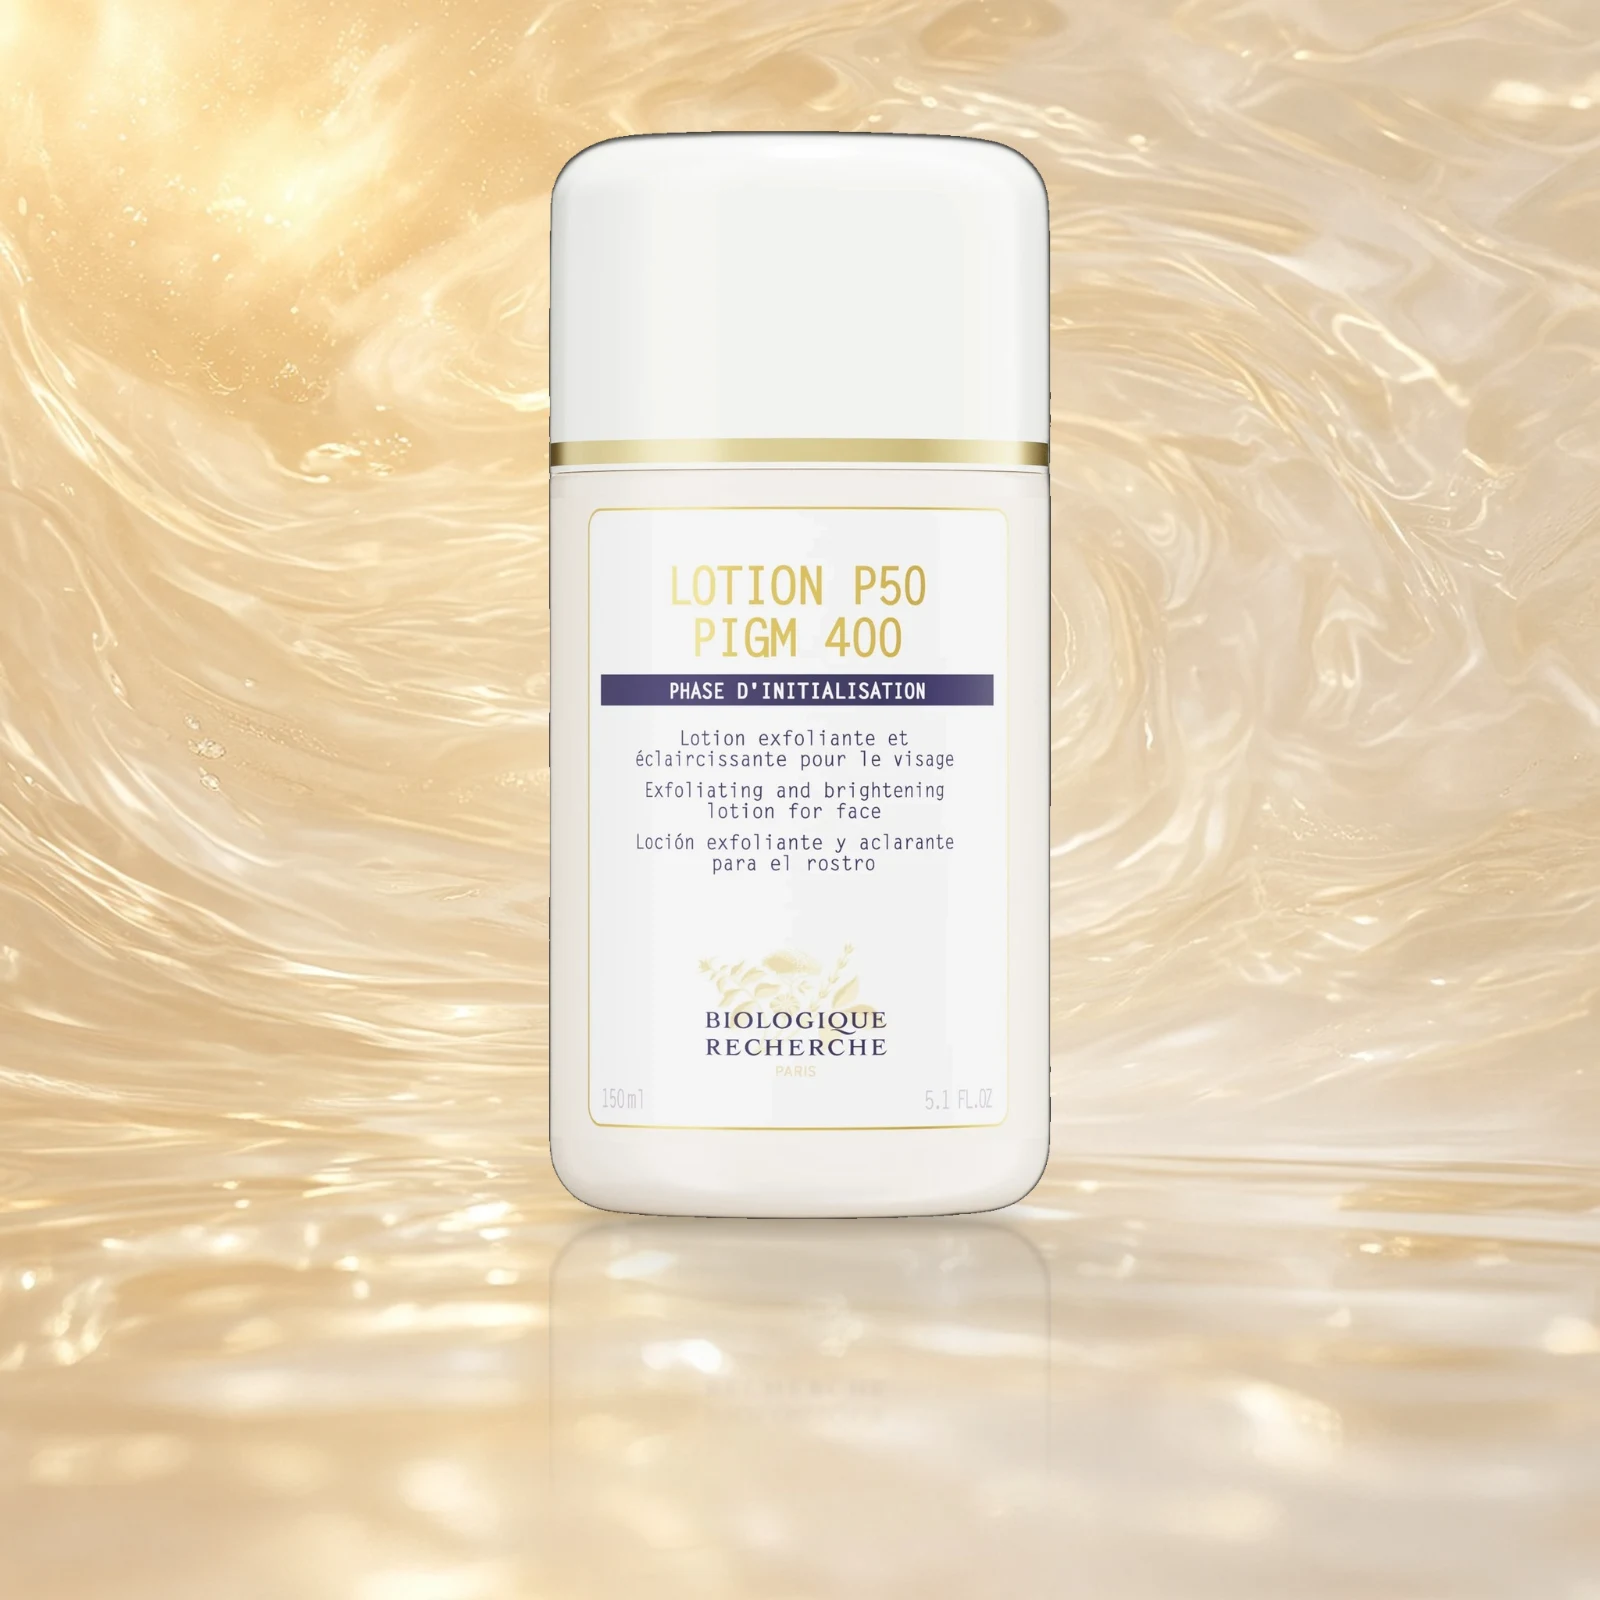 LOTION P50
PIGM 400
PHASE D'INITIALISATION
Lotion exfoliante et
éclaircissante pour le visage
Exfoliating and brightening
lotion for face
Loción exfoliante y aclarante
para el rostro
BIOLOGIQUE
RECHERCHE
PARIS
150ml
5.1 FL.OZ